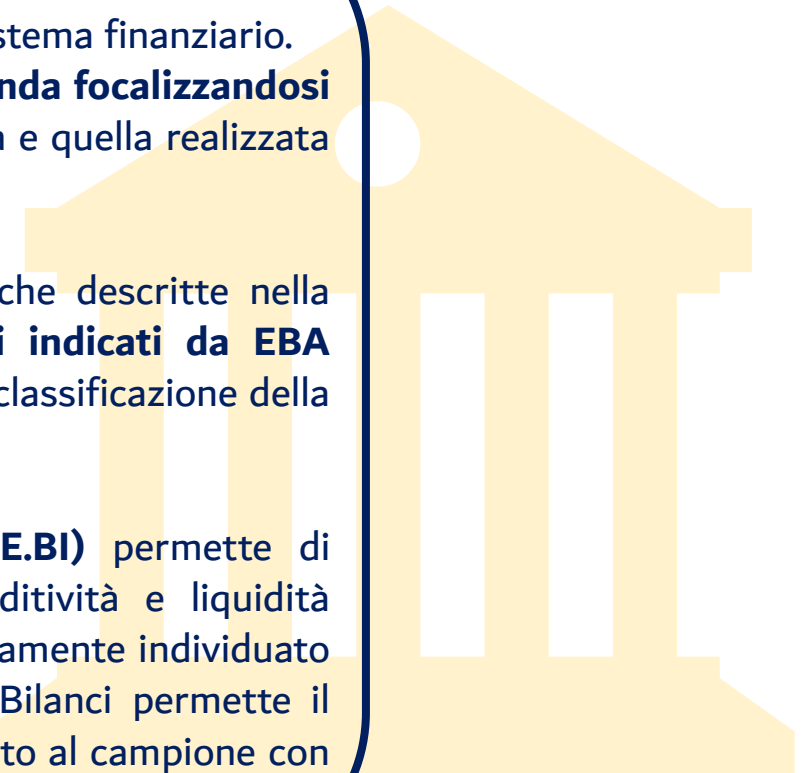 stema finanziario.
nda focalizzandosi
a e quella realizzata
che descritte nella
i indicati da EBA
classificazione della
E.BI) permette di
ditività e liquidità
amente individuato
Bilanci permette il
to al campione con